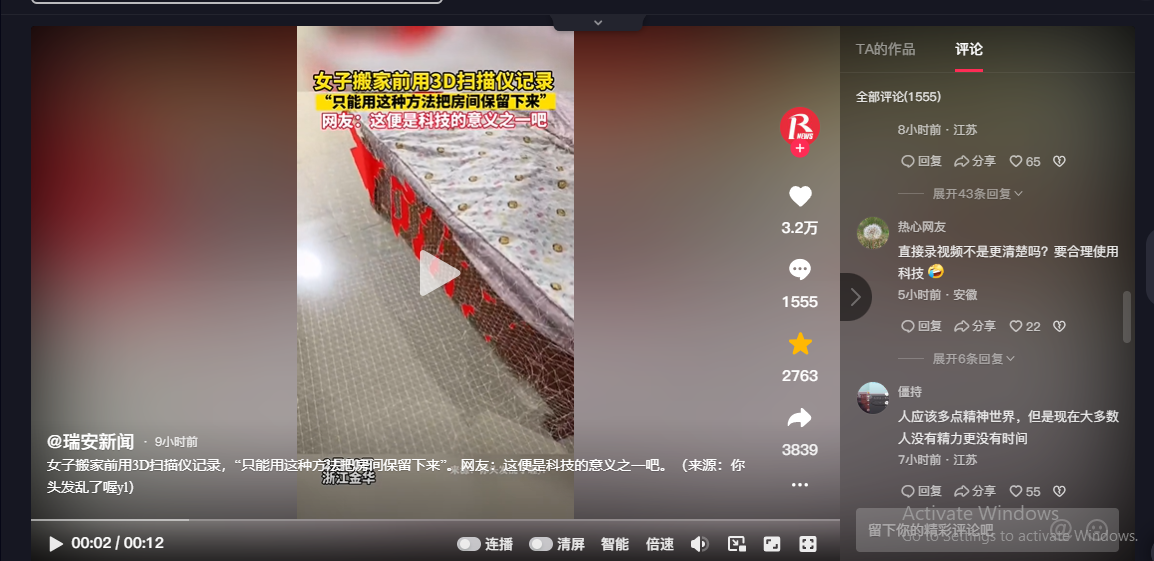 女子搬家前用3D扫描仪记录
“只能用这种方法把房间保留下来”
网友：这便是科技的意义之一吧
R
NEWS
3.2万
1555
2763
3839
@瑞安新闻 · 9小时前
女子搬家前用3D扫描仪记录，“只能用这种方法把房间保留下来”。网友：这便是科技的意义之一吧。（来源：你
头发乱了喔y!）
浙江金华
00:02 / 00:12
连播
清屏
智能
倍速
TA的作品
评论
全部评论(1555)
8小时前 · 江苏
回复
分享
65
展开43条回复
热心网友
直接录视频不是更清楚吗？要合理使用
科技
5小时前 · 安徽
回复
分享
22
展开6条回复
僵持
人应该多点精神世界，但是现在大多数
人没有精力更没有时间
7小时前 · 江苏
回复
分享
55
留下你的精彩评论吧
Activate Windows
Go to Settings to activate Windows.